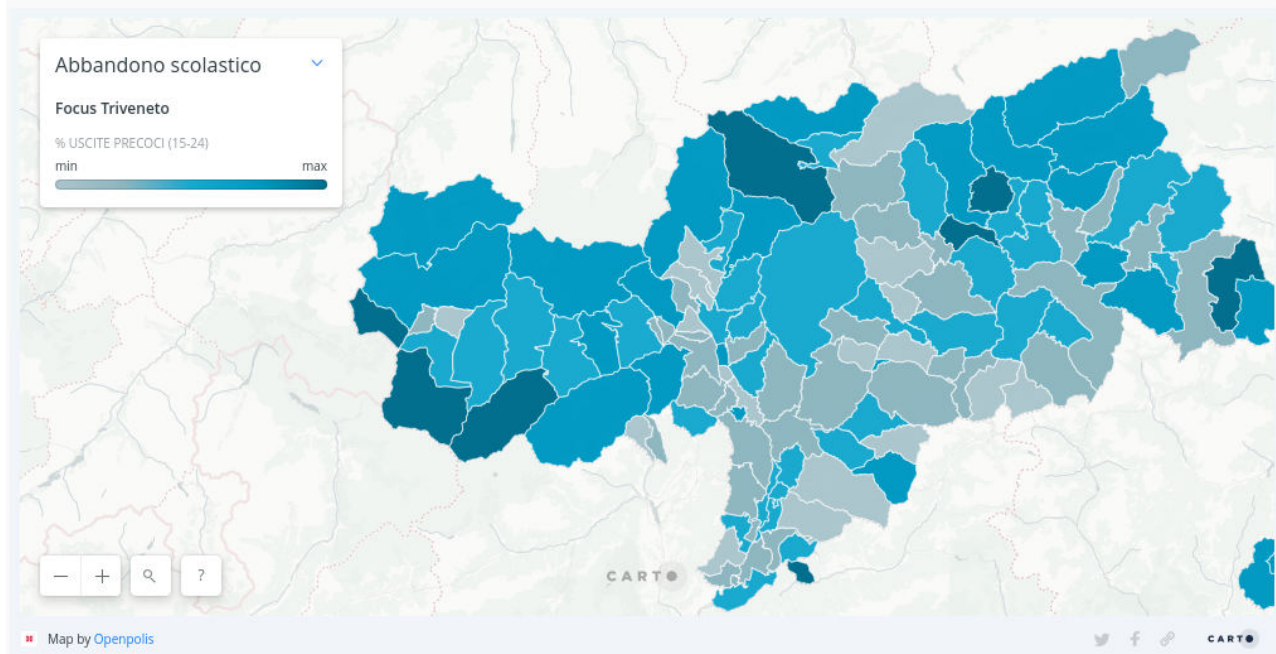 Abbandono scolastico
Focus Triveneto
% USCITE PRECOCI (15-24)
min max
− + ?
CARTO
Map by Openpolis
CARTO